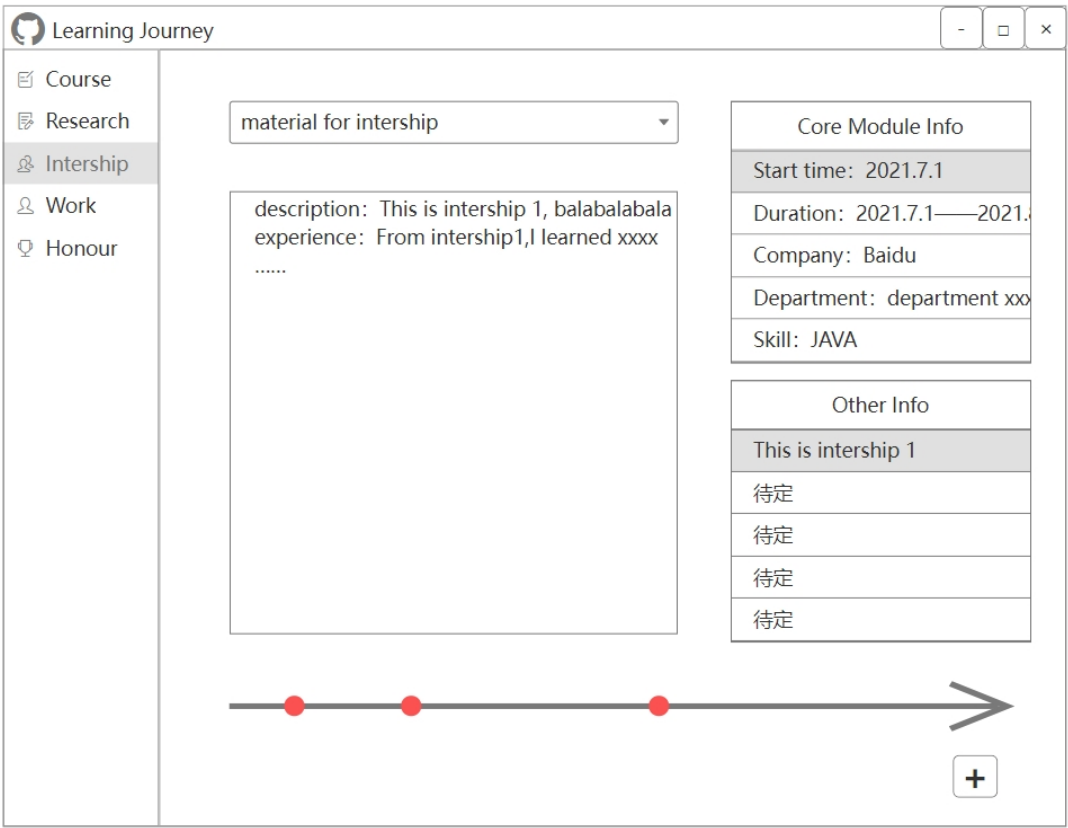 Learning Journey
Course
Research
Intership
Work
Honour
material for intership
description：This is intership 1, balabalabala
experience：From intership1,I learned xxxx
......
Core Module Info
Start time：2021.7.1
Duration：2021.7.1——2021.
Company：Baidu
Department：department xxx
Skill：JAVA
Other Info
This is intership 1
待定
待定
待定
待定